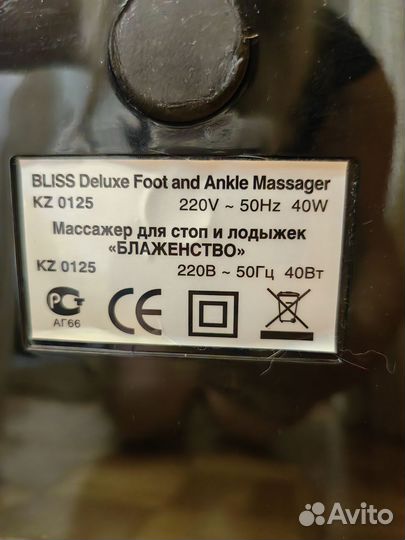 BLISS Deluxe Foot and Ankle Massager
KZ 0125 220V ~ 50Hz 40W
Массажер для стоп и лодыжек
«БЛАЖЕНСТВО»
KZ 0125 220В ~ 50Гц 40Вт
РСТ CE
АГ66
Avito